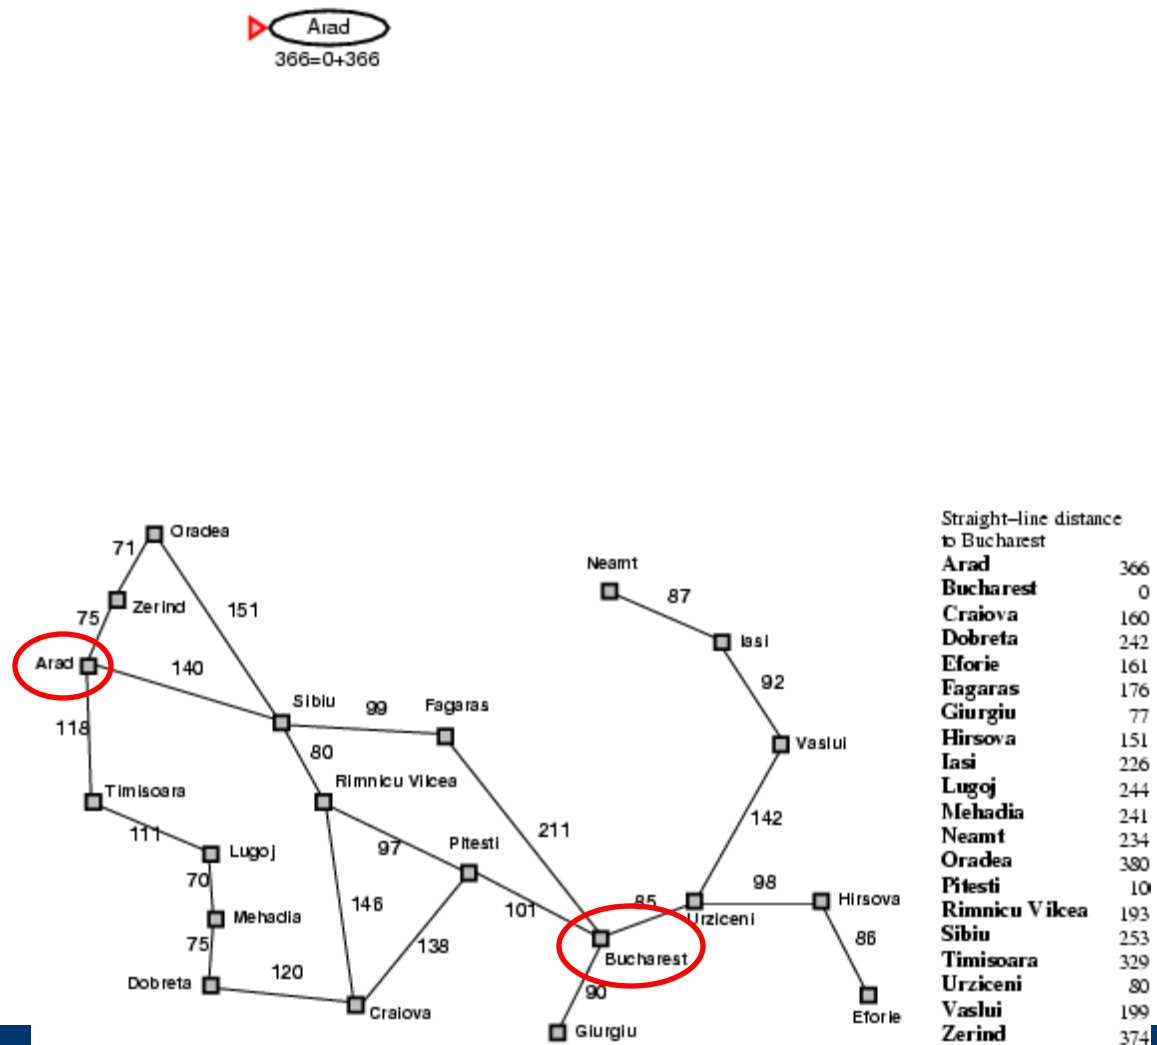 Arad
366=0+366
Oradea
71
Neamt
87
Zerind
151
75
Iasi
Arad
140
92
Sibiu
99
Fagaras
118
80
Vaslui
Rimnicu Vilcea
Timisoara
211
142
111
Pitesti
Lugoj
97
70
98
Hirsova
146
101
85
Urziceni
Mehadia
138
86
75
Bucharest
120
Dobreta
90
Craiova
Eforie
Giurgiu
Straight-line distance
to Bucharest
Arad 366
Bucharest 0
Craiova 160
Dobreta 242
Eforie 161
Fagaras 176
Giurgiu 77
Hirsova 151
Iasi 226
Lugoj 244
Mehadia 241
Neamt 234
Oradea 380
Pitesti 10
Rimnicu Vilcea 193
Sibiu 253
Timisoara 329
Urziceni 80
Vaslui 199
Zerind 374